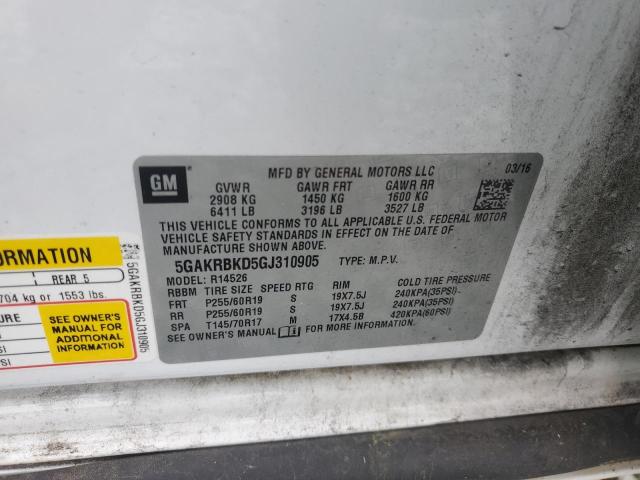 GM
MFD BY GENERAL MOTORS LLC 03/16
GVWR GAWR FRT GAWR RR
2908 KG 1450 KG 1600 KG
6411 LB 3196 LB 3527 LB
THIS VEHICLE CONFORMS TO ALL APPLICABLE U.S. FEDERAL MOTOR
VEHICLE SAFETY STANDARDS IN EFFECT ON THE DATE OF
MANUFACTURE SHOWN ABOVE.
5GAKRBKD5GJ310905 TYPE: M.P.V.
MODEL: R14526
RBBM TIRE SIZE SPEED RTG RIM COLD TIRE PRESSURE
FRT P255/60R19 S 19X7.5J 240KPA(35PSI)
RR P255/60R19 S 19X7.5J 240KPA(35PSI)
SPA T145/70R17 M 17X4.5B 420KPA(60PSI)
SEE OWNER'S MANUAL FOR MORE INFORMATION.
FORMATION
REAR 5
704 kg or 1553 lbs.
SEE OWNER'S
MANUAL FOR
ADDITIONAL
INFORMATION
5GAKRBKD5GJ310905